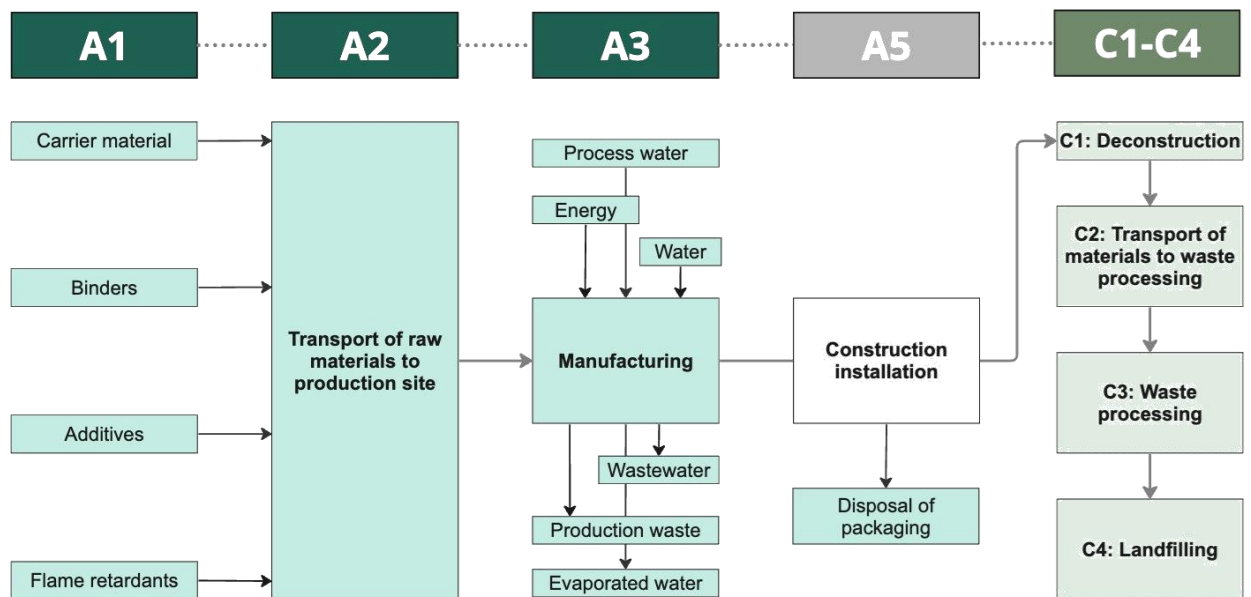 A1
A2
A3
A5
C1-C4
Carrier material
Binders
Additives
Flame retardants
Transport of raw
materials to
production site
Process water
Energy
Water
Manufacturing
Wastewater
Production waste
Evaporated water
Construction
installation
Disposal of
packaging
C1: Deconstruction
C2: Transport of
materials to waste
processing
C3: Waste
processing
C4: Landfilling